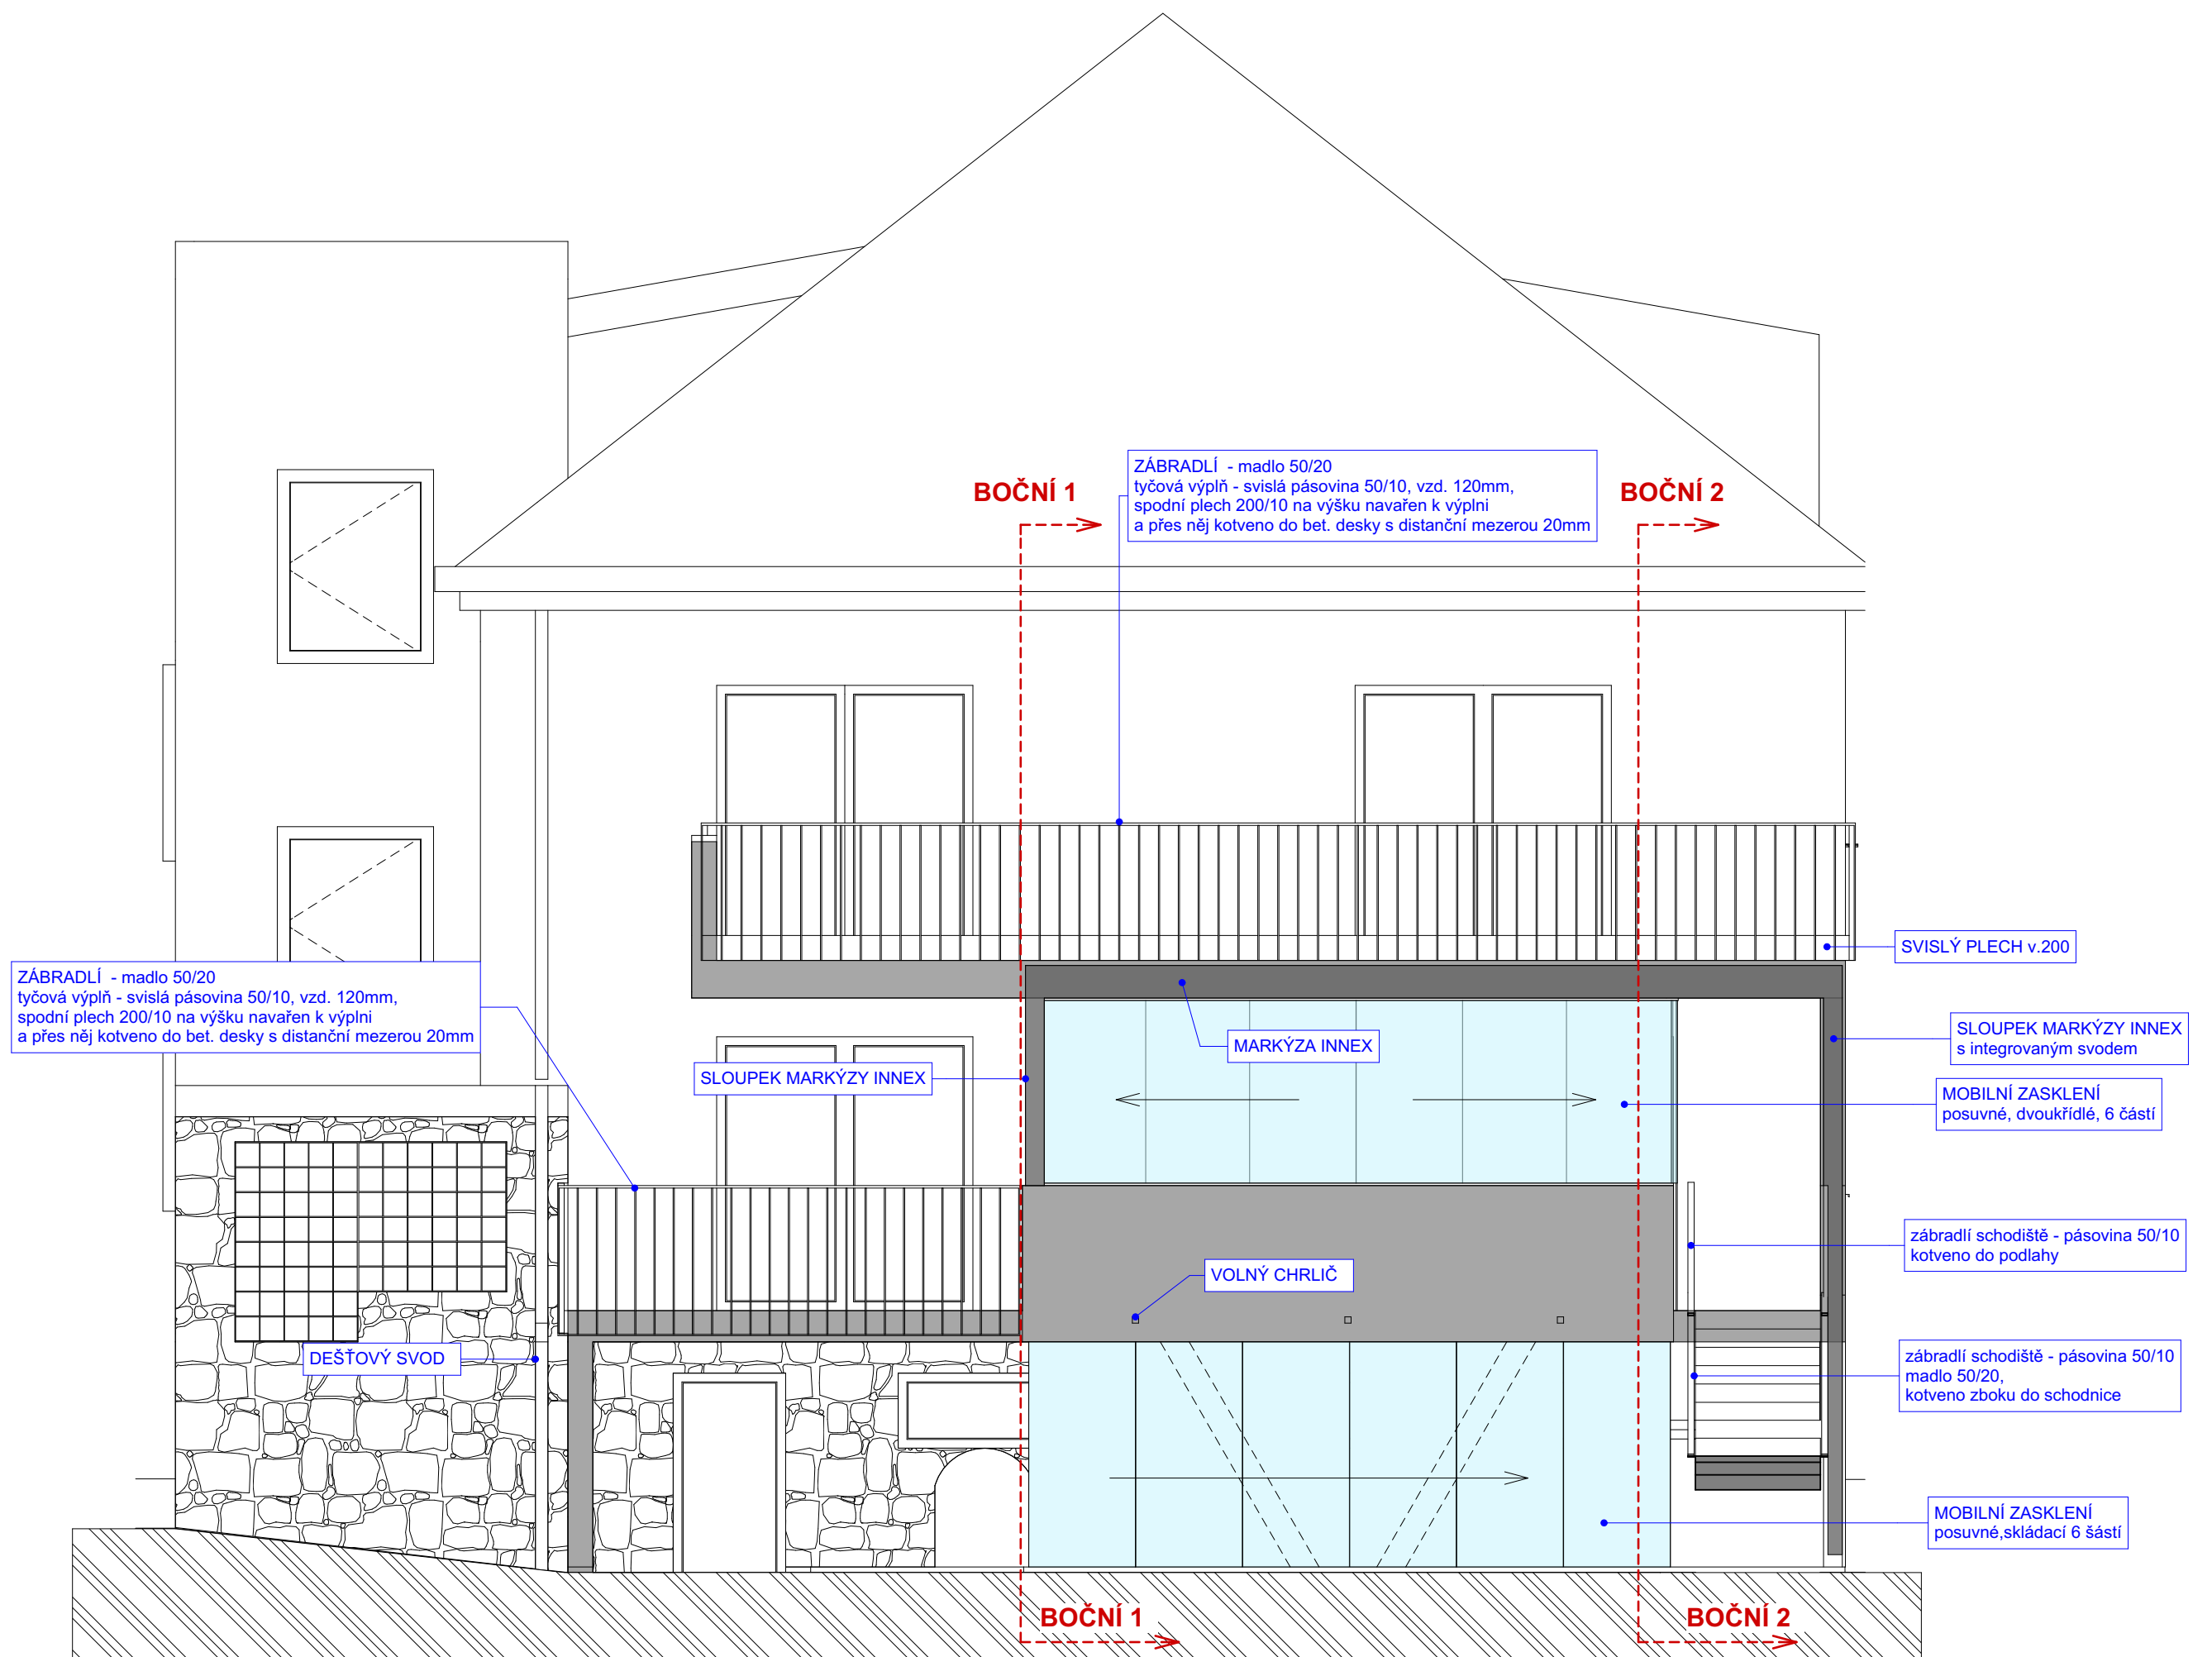 ZÁBRADLÍ - madlo 50/20
tyčová výplň - svislá pásovina 50/10, vzd. 120mm,
spodní plech 200/10 na výšku navařen k výplni
a přes něj kotveno do bet. desky s distanční mezerou 20mm
BOČNÍ 1
BOČNÍ 2
SVISLÝ PLECH v.200
ZÁBRADLÍ - madlo 50/20
tyčová výplň - svislá pásovina 50/10, vzd. 120mm,
spodní plech 200/10 na výšku navařen k výplni
a přes něj kotveno do bet. desky s distanční mezerou 20mm
MARKÝZA INNEX
SLOUPEK MARKÝZY INNEX
s integrovaným svodem
SLOUPEK MARKÝZY INNEX
MOBILNÍ ZASKLENÍ
posuvné, dvoukřídlé, 6 částí
zábradlí schodiště - pásovina 50/10
kotveno do podlahy
VOLNÝ CHRLIČ
DEŠŤOVÝ SVOD
zábradlí schodiště - pásovina 50/10
madlo 50/20,
kotveno zboku do schodnice
MOBILNÍ ZASKLENÍ
posuvné,skládací 6 šástí
BOČNÍ 1
BOČNÍ 2